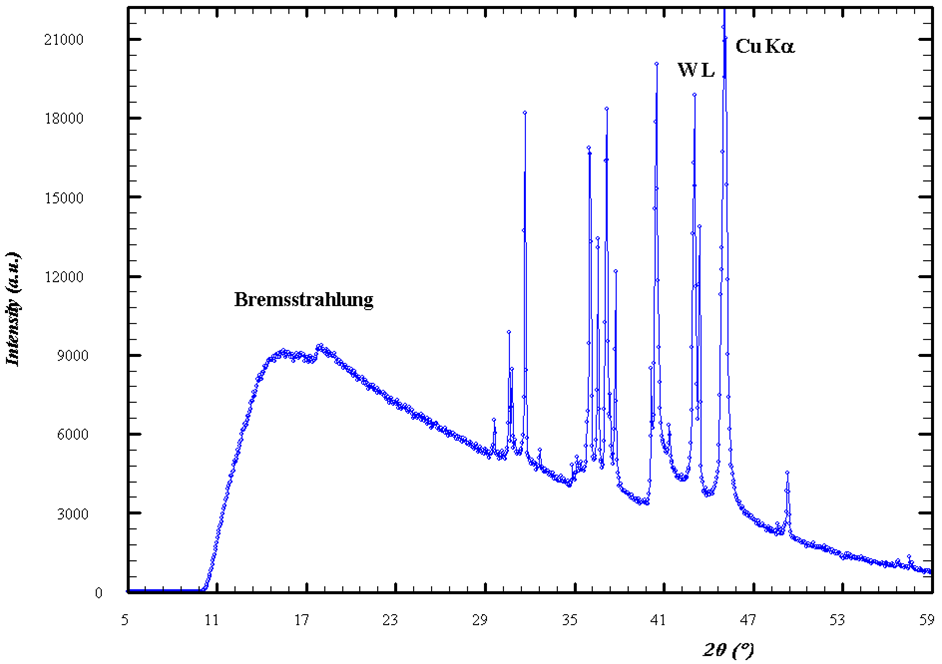 21000
18000
15000
12000
9000
6000
3000
0
Intensity (a.u.)
Bremsstrahlung
W L
Cu Kα
5 11 17 23 29 35 41 47 53 59
2θ (°)